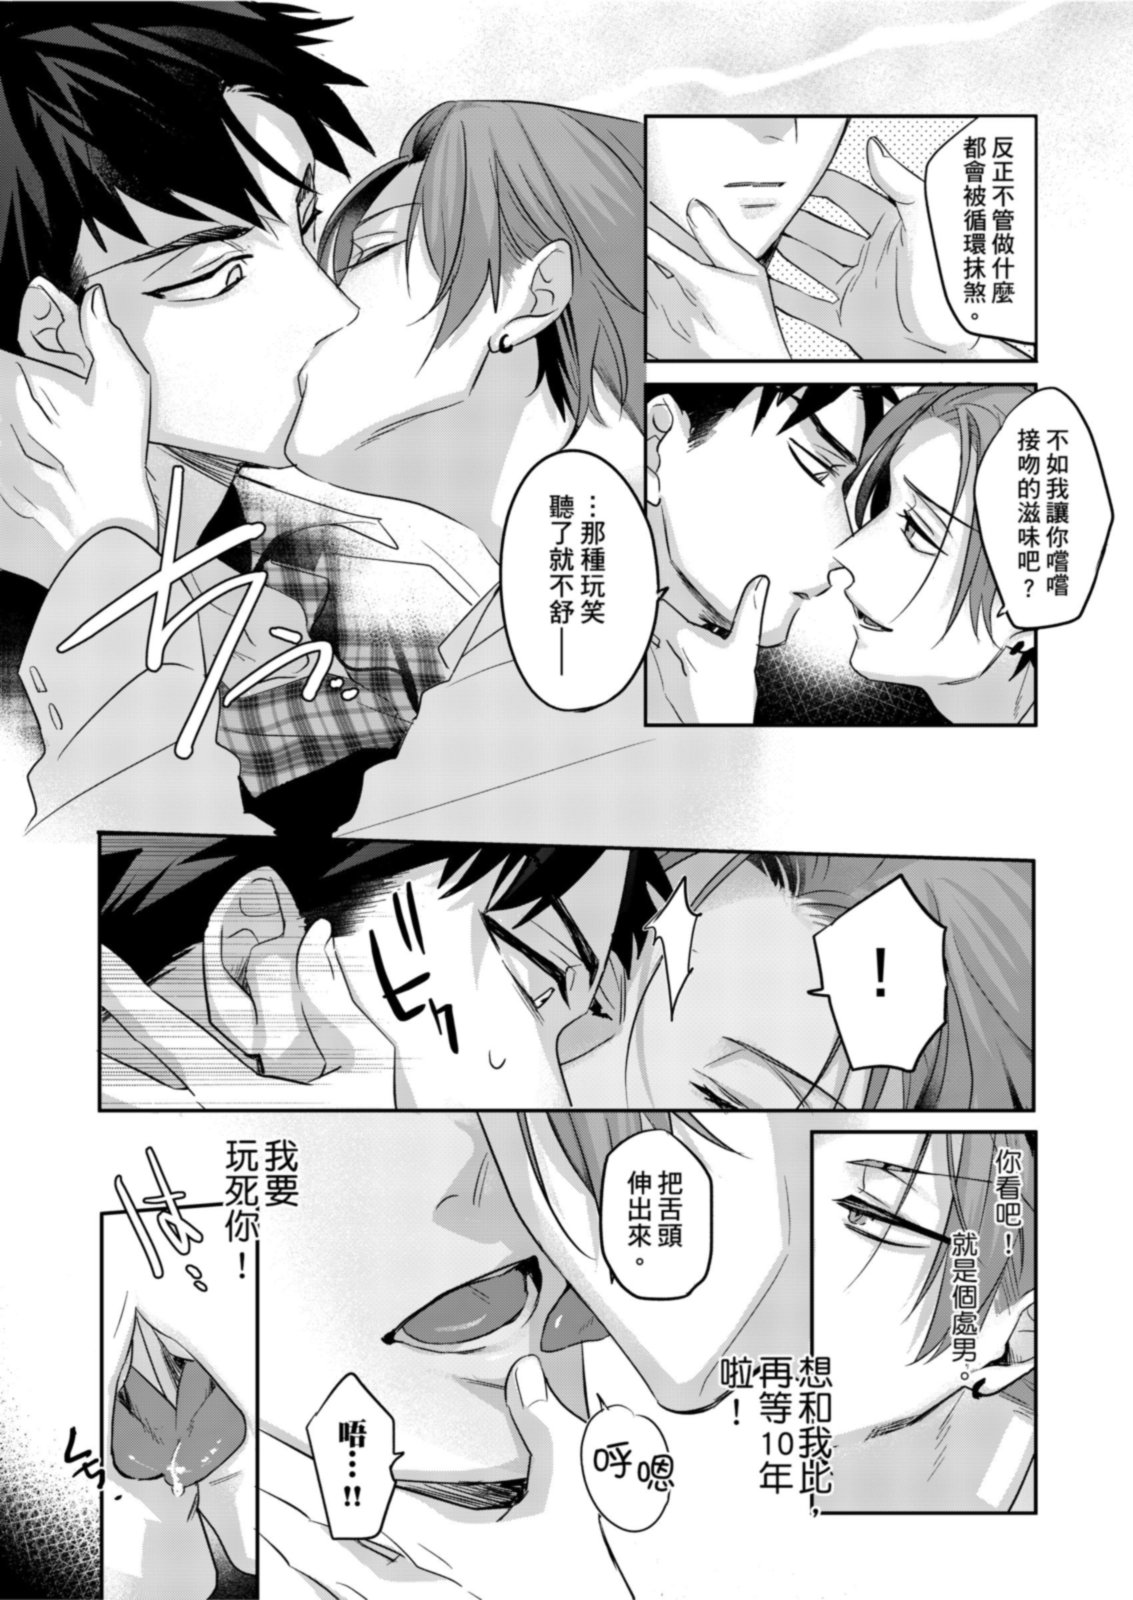 反正不管做什麼
都會被循環抹煞。
不如我讓你嚐嚐
接吻的滋味吧？
…那種玩笑
聽了就不舒──
！
你看吧！
就是個處男。
想和我比，
再等10年
啦！
把舌頭
伸出來。
呼嗯
唔…!!
我要
玩死你！